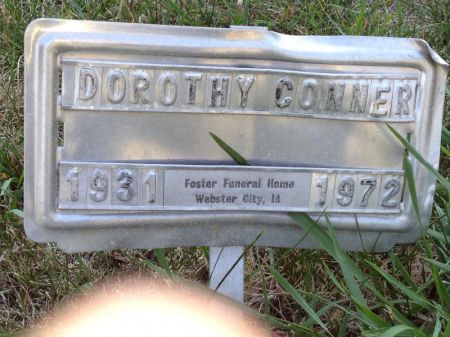 DOROTHY CONNER
1931 Foster Funeral Home 1972
Webster City, IA